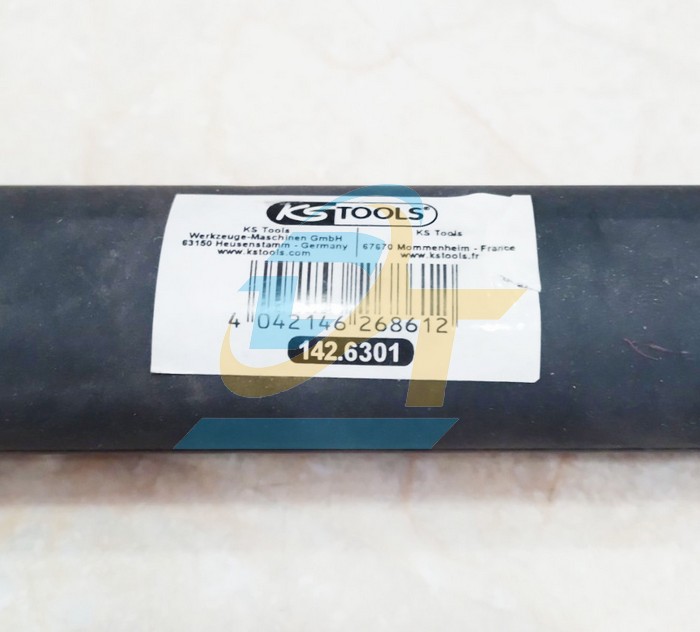 KS TOOLS®
KS Tools
Werkzeuge-Maschinen GmbH
63150 Heusenstamm - Germany
www.kstools.com
KS Tools
67670 Mommenheim - France
www.kstools.fr
4 042146 268612
142.6301
DT